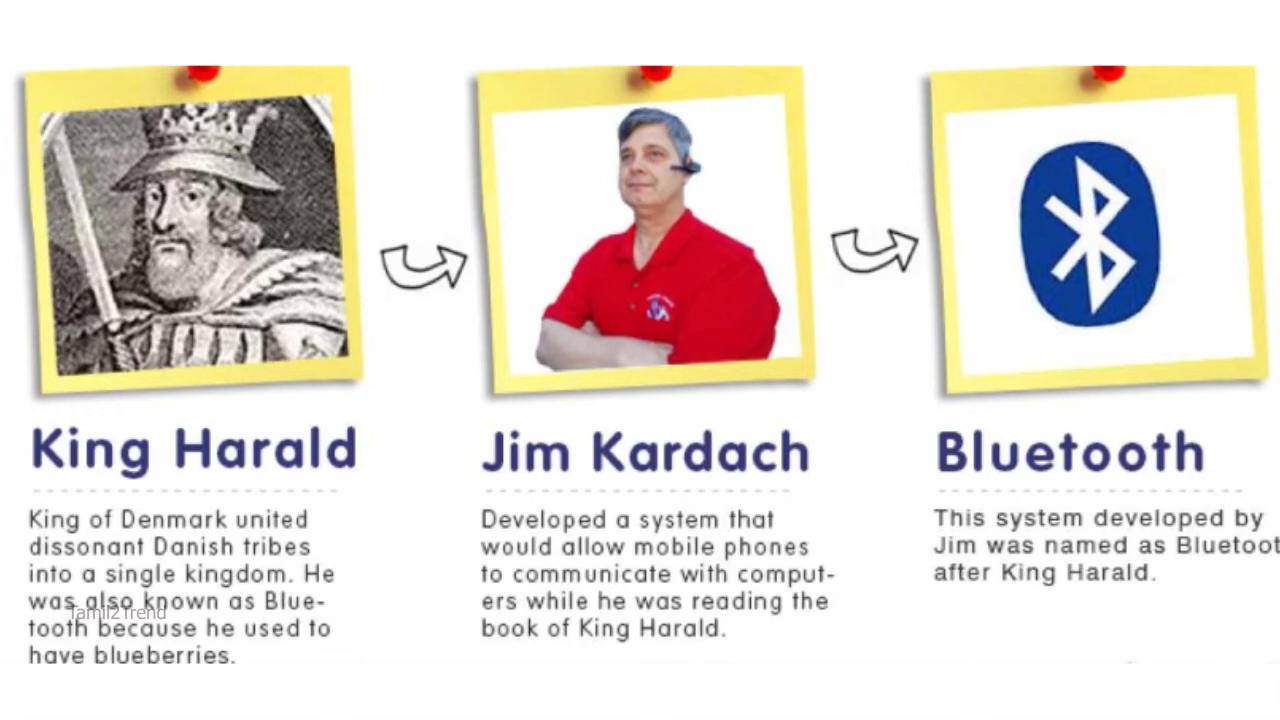 King Harald
King of Denmark united
dissonant Danish tribes
into a single kingdom. He
was also known as Blue-
tooth because he used to
have blueberries.
Tamil2Trend
Jim Kardach
Developed a system that
would allow mobile phones
to communicate with comput-
ers while he was reading the
book of King Harald.
Bluetooth
This system developed by
Jim was named as Bluetoot
after King Harald.